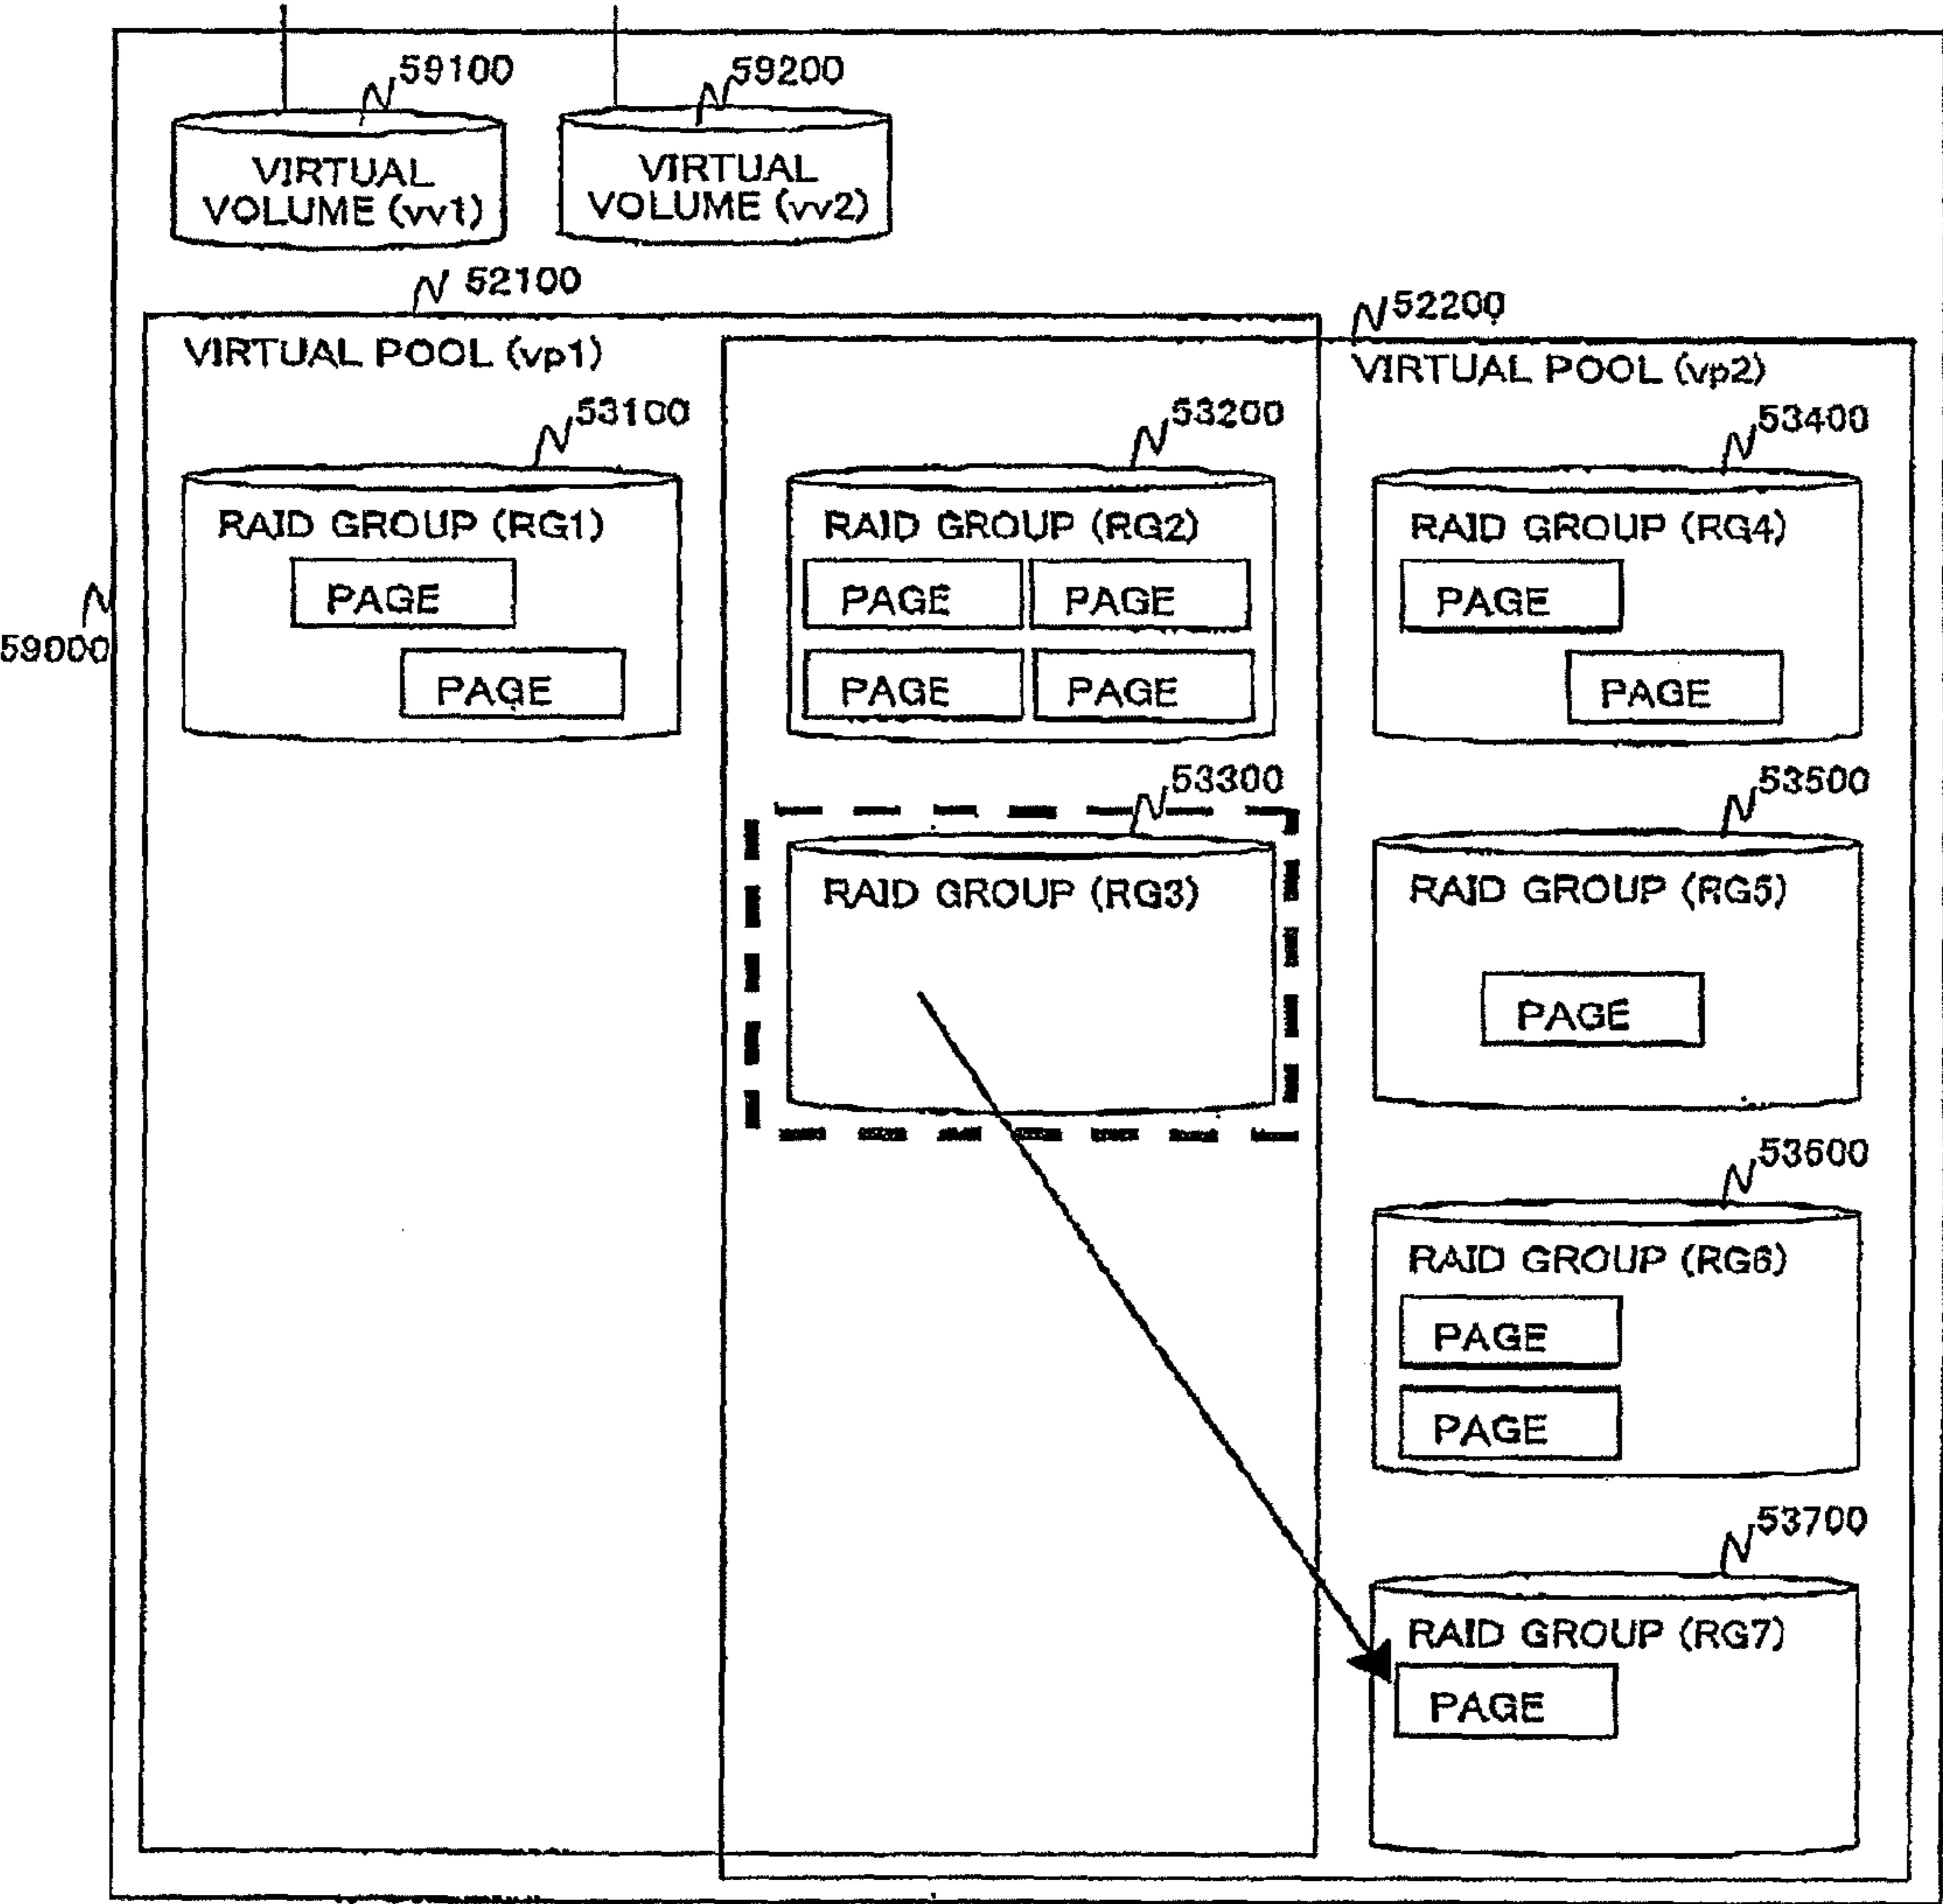 59100
59200
VIRTUAL
VOLUME (vv1)
VIRTUAL
VOLUME (vv2)
52100
52200
VIRTUAL POOL (vp1)
VIRTUAL POOL (vp2)
53100
53200
53400
RAID GROUP (RG1)
PAGE
PAGE
RAID GROUP (RG2)
PAGE PAGE
PAGE PAGE
RAID GROUP (RG4)
PAGE
PAGE
59000
53300
53500
RAID GROUP (RG3)
RAID GROUP (RG5)
PAGE
53600
RAID GROUP (RG6)
PAGE
PAGE
53700
RAID GROUP (RG7)
PAGE